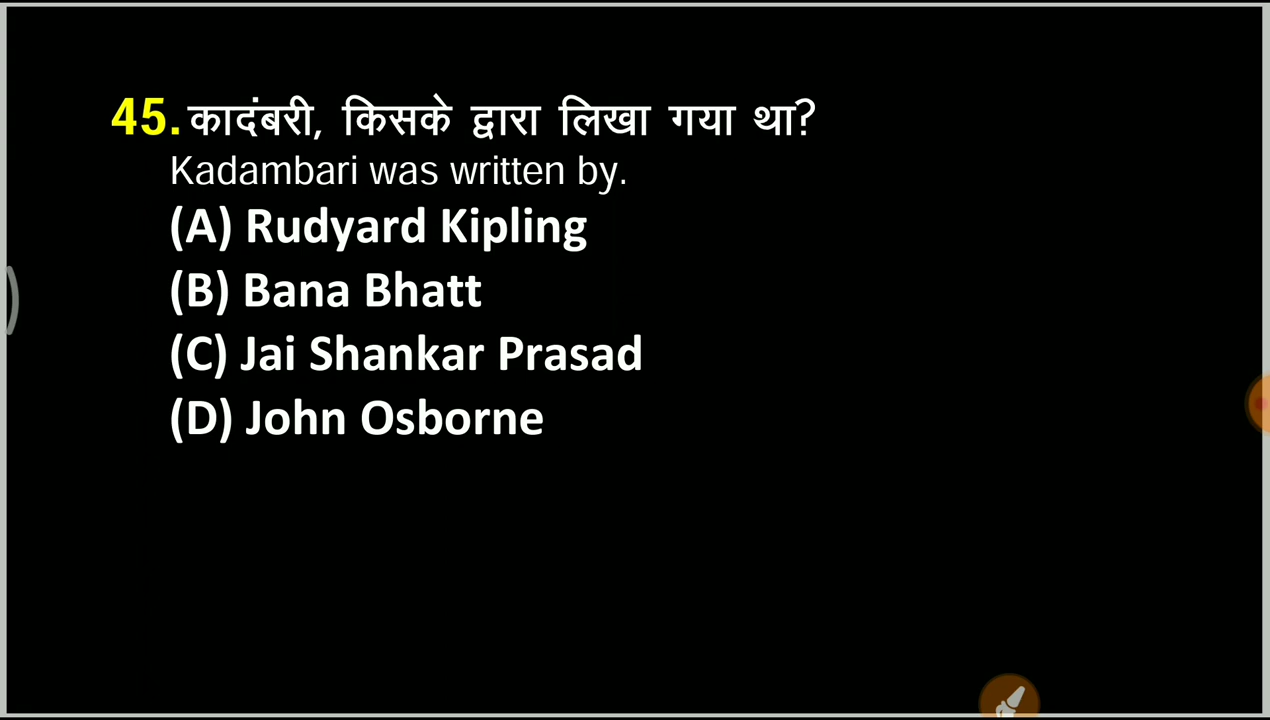 45. कादंबरी, किसके द्वारा लिखा गया था?
Kadambari was written by.
(A) Rudyard Kipling
(B) Bana Bhatt
(C) Jai Shankar Prasad
(D) John Osborne